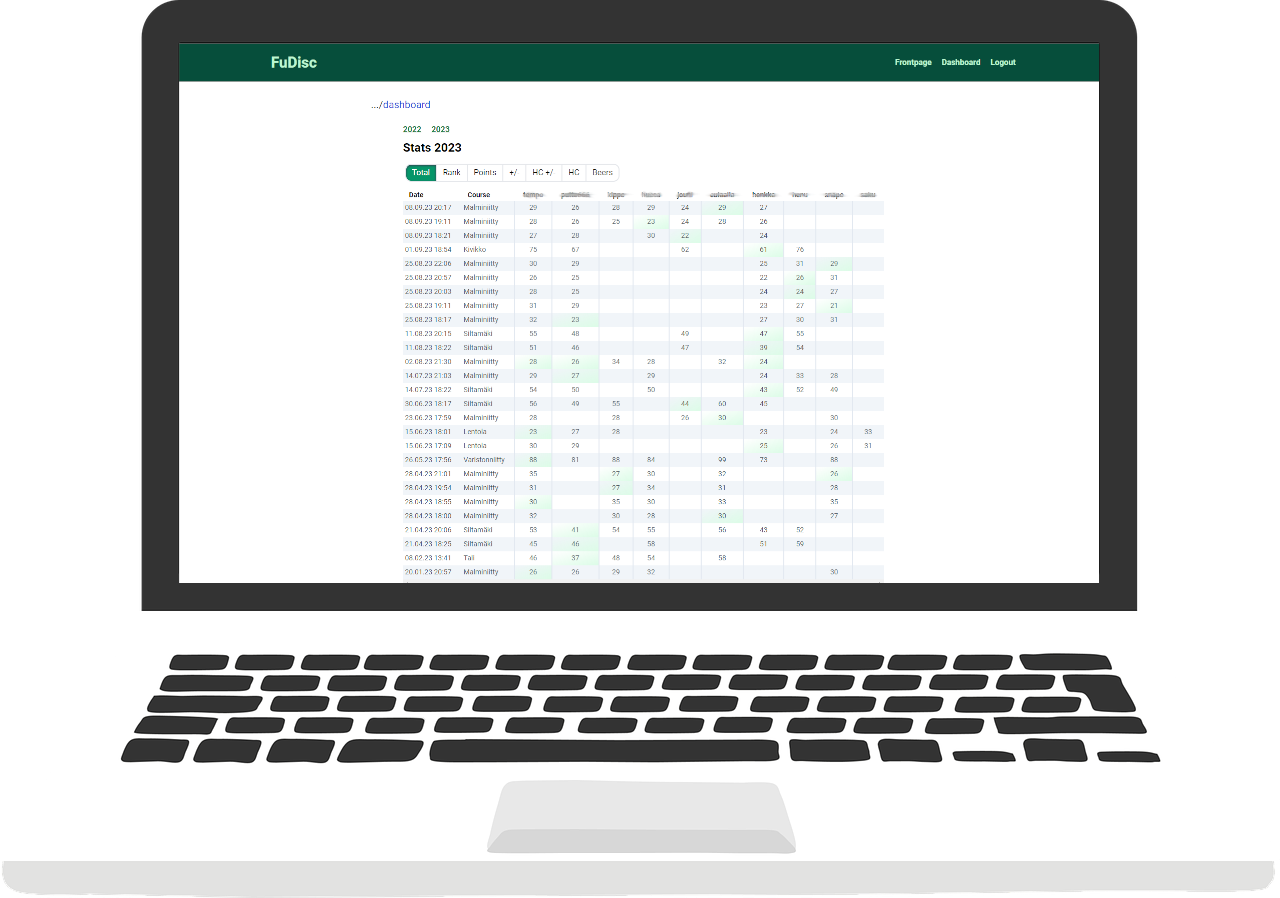 FuDisc Frontpage Dashboard Logout
.../dashboard
2022 2023
Stats 2023
Total Rank Points +/ HC +/ HC Beers
Date Course
08.09.23 20:17 Malminiitty 29 26 28 29 24 29 27
08.09.23 19:11 Malminiitty 28 26 25 23 24 28 26
08.09.23 18:21 Malminiitty 27 28 30 22 24
01.09.23 18:54 Kivikko 75 67 62 61 76
25.08.23 22:06 Malminiitty 30 29 25 31 29
25.08.23 20:57 Malminiitty 26 25 22 26 31
25.08.23 20:03 Malminiitty 28 25 24 24 27
25.08.23 19:11 Malminiitty 31 29 23 27 21
25.08.23 18:17 Malminiitty 32 23 27 30 31
11.08.23 20:15 Siltamäki 55 48 49 47 55
11.08.23 18:22 Siltamäki 51 46 47 39 54
02.08.23 21:30 Malminiitty 28 26 34 28 32 24
14.07.23 21:03 Malminiitty 29 27 29 24 33 28
14.07.23 18:22 Siltamäki 54 50 50 43 52 49
30.06.23 18:17 Siltamäki 56 49 55 44 60 45
23.06.23 17:59 Malminiitty 28 28 26 30 30
15.06.23 18:01 Lentola 23 27 28 23 24 33
15.06.23 17:09 Lentola 30 29 25 26 31
26.05.23 17:56 Varistonniitty 88 81 88 84 99 73 88
28.04.23 21:01 Malminiitty 35 27 30 32 26
28.04.23 19:54 Malminiitty 31 27 34 31 28
28.04.23 18:55 Malminiitty 30 35 30 33 35
28.04.23 18:00 Malminiitty 32 30 28 30 27
21.04.23 20:06 Siltamäki 53 41 54 55 56 43 52
21.04.23 18:25 Siltamäki 45 46 58 51 59
08.02.23 13:41 Tali 46 37 48 54 58
20.01.23 20:57 Malminiitty 26 26 29 32 30